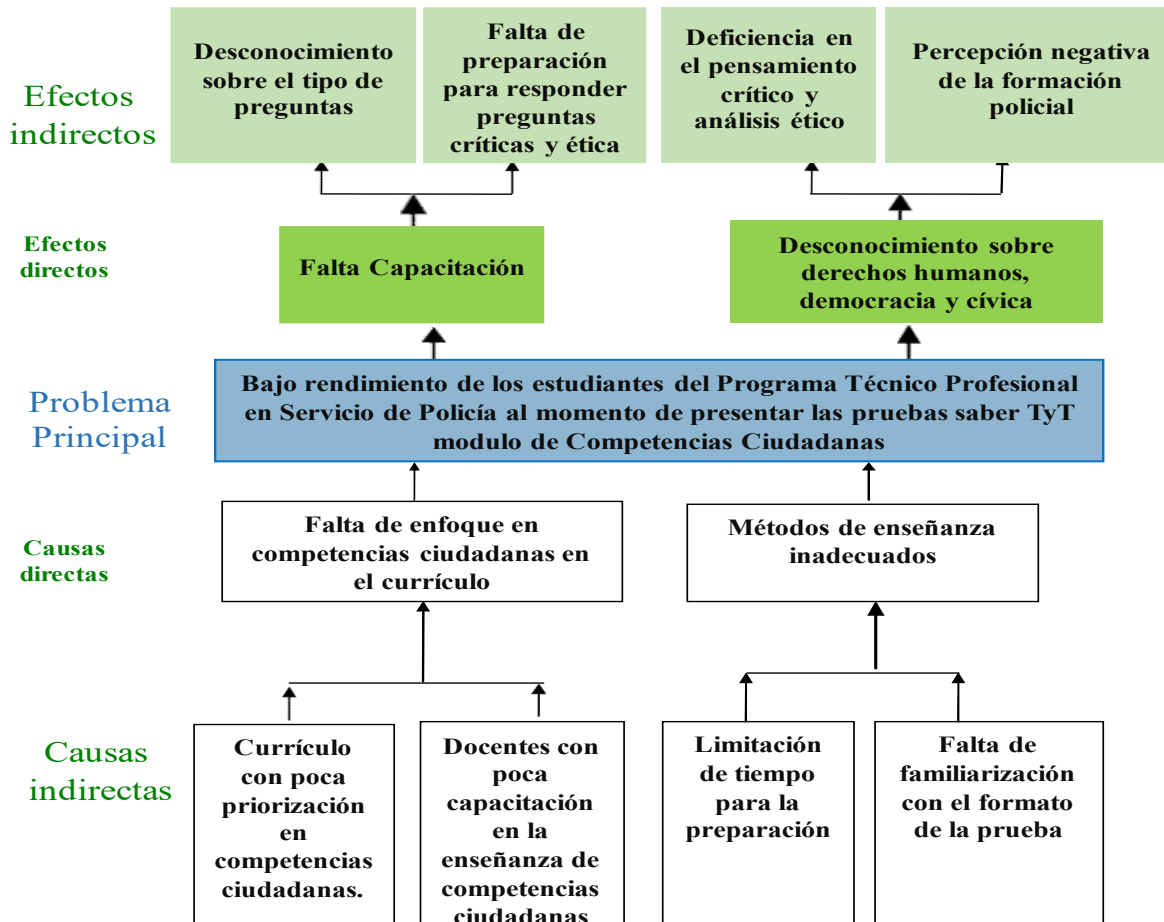 Efectos
indirectos
Desconocimiento
sobre el tipo de
preguntas
Falta de
preparación
para responder
preguntas
críticas y ética
Deficiencia en
el pensamiento
crítico y
análisis ético
Percepción negativa
de la formación
policial
Efectos
directos
Falta Capacitación
Desconocimiento sobre
derechos humanos,
democracia y cívica
Problema
Principal
Bajo rendimiento de los estudiantes del Programa Técnico Profesional
en Servicio de Policía al momento de presentar las pruebas saber TyT
modulo de Competencias Ciudadanas
Causas
directas
Falta de enfoque en
competencias ciudadanas en
el currículo
Métodos de enseñanza
inadecuados
Causas
indirectas
Currículo
con poca
priorización
en
competencias
ciudadanas.
Docentes con
poca
capacitación
en la
enseñanza de
competencias
ciudadanas
Limitación
de tiempo
para la
preparación
Falta de
familiarización
con el formato
de la prueba